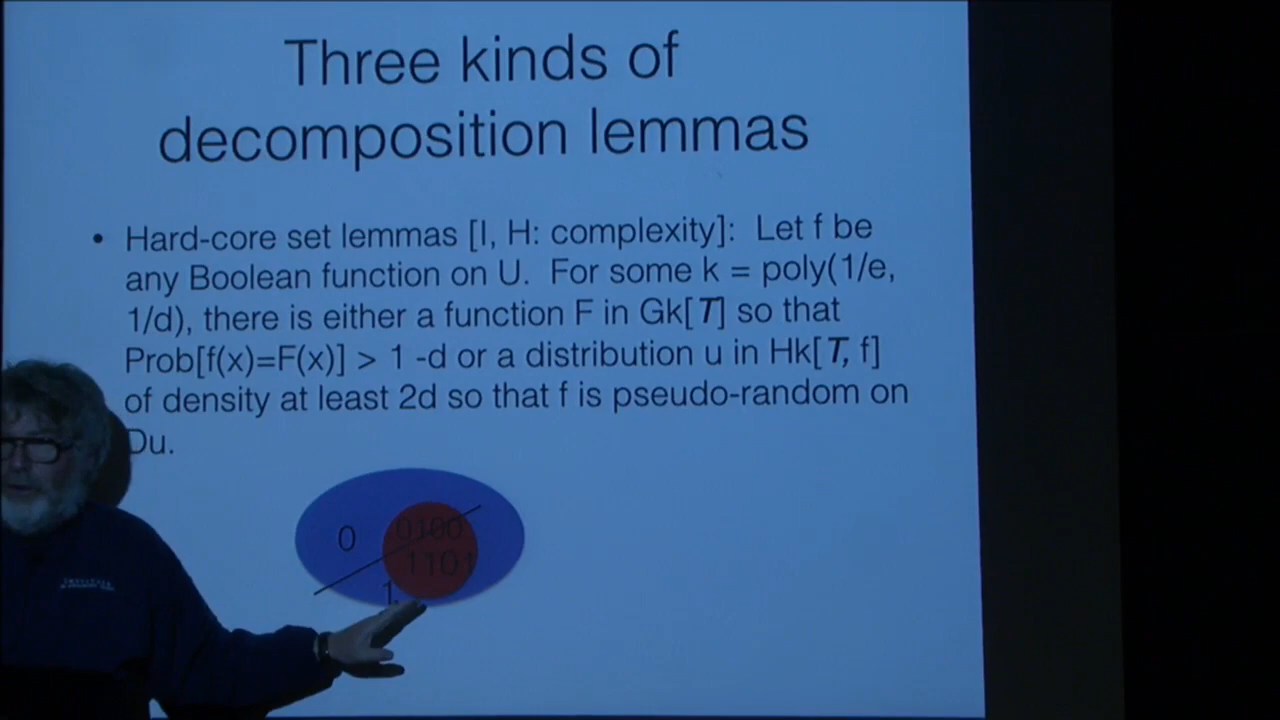 Three kinds of
decomposition lemmas
• Hard-core set lemmas [I, H: complexity]: Let f be
any Boolean function on U. For some k = poly(1/e,
1/d), there is either a function F in Gk[T] so that
Prob[f(x)=F(x)] > 1 -d or a distribution u in Hk[T, f]
of density at least 2d so that f is pseudo-random on
Du.
0
0100
1101
1